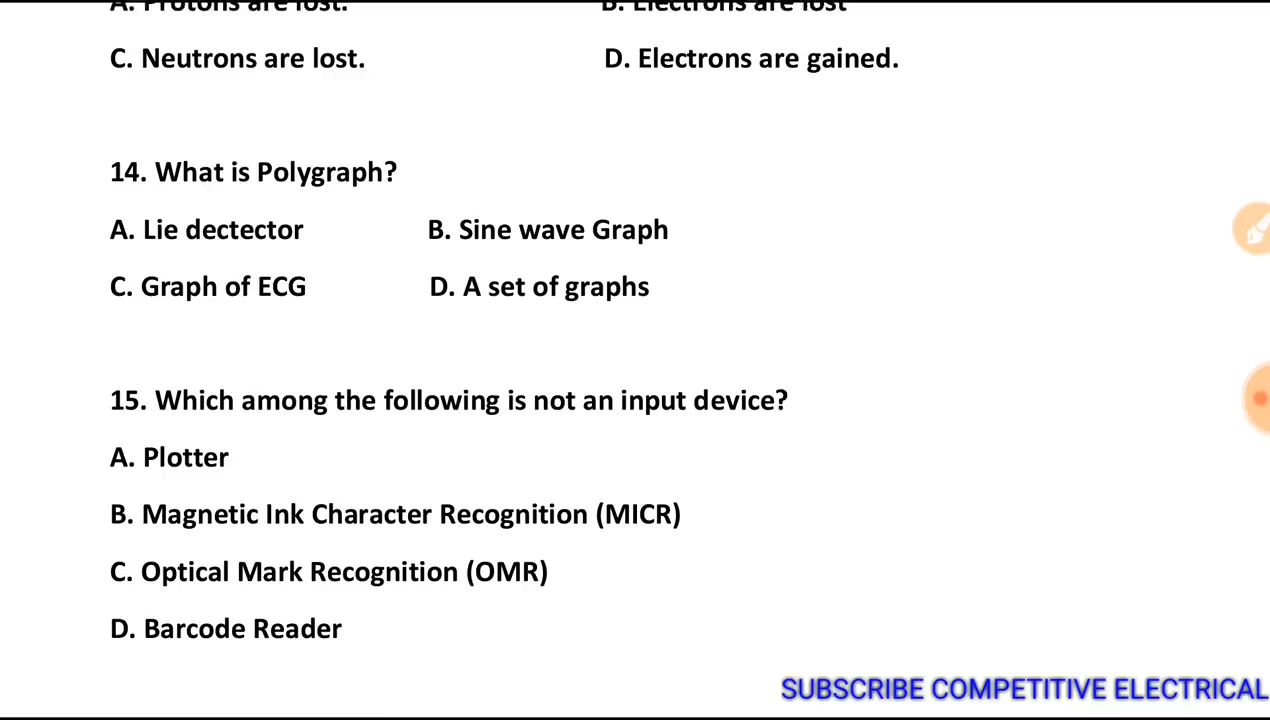 A. Protons are lost. B. Electrons are lost
C. Neutrons are lost. D. Electrons are gained.
14. What is Polygraph?
A. Lie dectector B. Sine wave Graph
C. Graph of ECG D. A set of graphs
15. Which among the following is not an input device?
A. Plotter
B. Magnetic Ink Character Recognition (MICR)
C. Optical Mark Recognition (OMR)
D. Barcode Reader
SUBSCRIBE COMPETITIVE ELECTRICAL